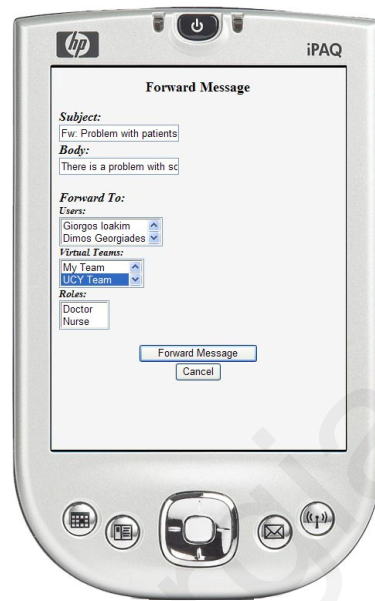 hp
iPAQ
Forward Message
Subject:
Fw: Problem with patients
Body:
There is a problem with sc
Forward To:
Users:
Giorgos Ioakim
Dimos Georgiades
Virtual Teams:
My Team
UCY Team
Roles:
Doctor
Nurse
Forward Message
Cancel